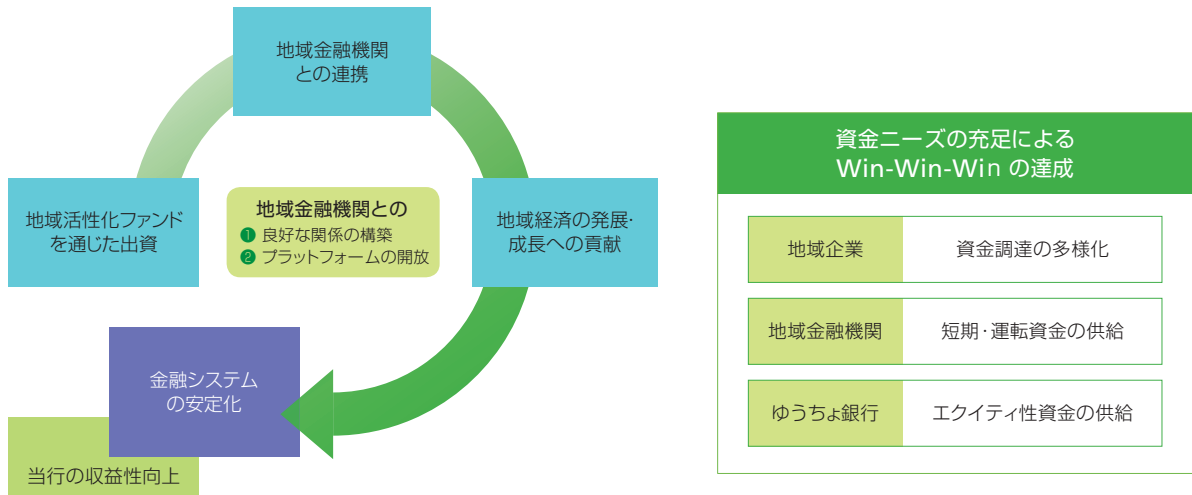 地域金融機関
との連携
地域活性化ファンド
を通じた出資
地域金融機関との
❶ 良好な関係の構築
❷ プラットフォームの開放
地域経済の発展・
成長への貢献
金融システム
の安定化
当行の収益性向上
資金ニーズの充足による
Win-Win-Win の達成
地域企業 資金調達の多様化
地域金融機関 短期・運転資金の供給
ゆうちょ銀行 エクイティ性資金の供給